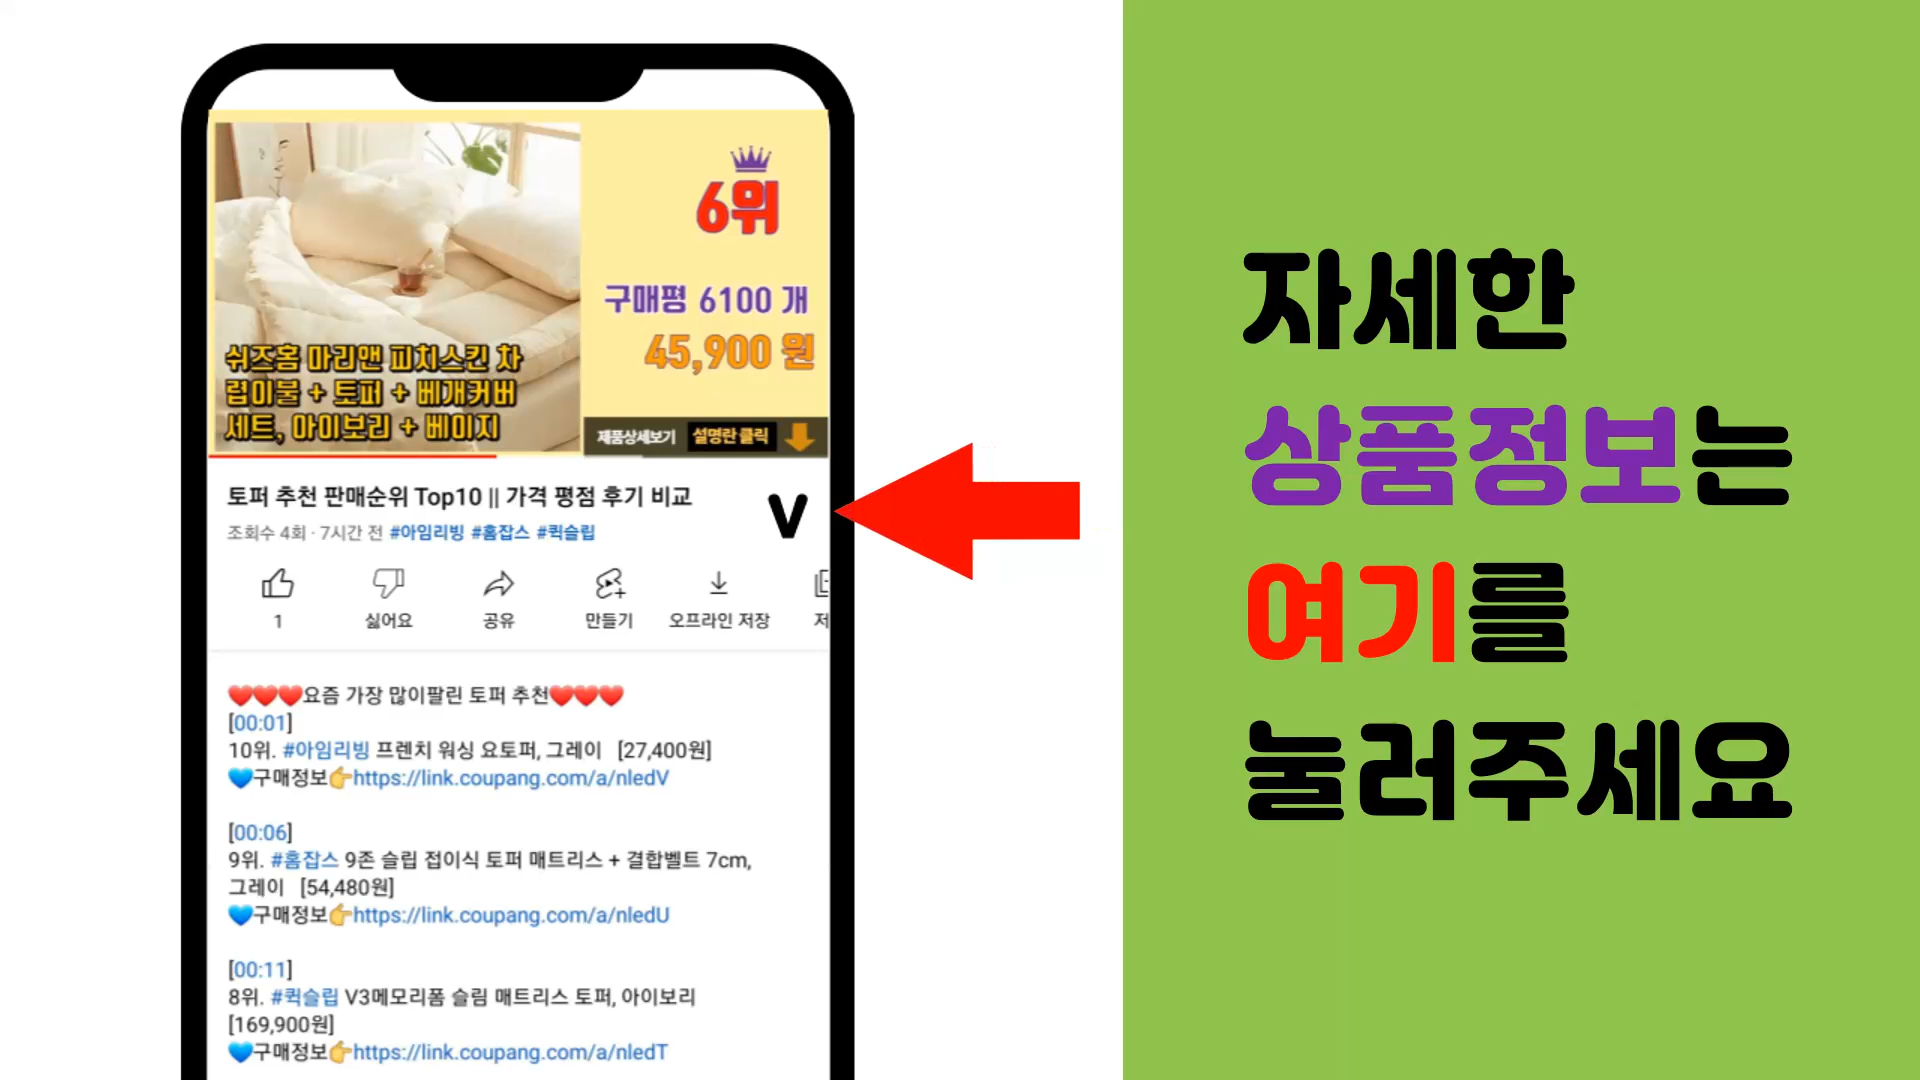 6위
구매평 6100 개
45,900 원
쉬즈홈 마리앤 피치스킨 차
렵이불 + 토퍼 + 베개커버
세트, 아이보리 + 베이지
제품상세보기 설명란 클릭
토퍼 추천 판매순위 Top10 || 가격 평점 후기 비교
V
조회수 4회 · 7시간 전 #아임리빙 #홈잡스 #퀵슬립
1 싫어요 공유 만들기 오프라인 저장 저
❤❤❤요즘 가장 많이팔린 토퍼 추천❤❤❤
[00:01]
10위. #아임리빙 프렌치 워싱 요토퍼, 그레이 [27,400원]
💙구매정보👉https://link.coupang.com/a/nledV
[00:06]
9위. #홈잡스 9존 슬립 접이식 토퍼 매트리스 + 결합벨트 7cm,
그레이 [54,480원]
💙구매정보👉https://link.coupang.com/a/nledU
[00:11]
8위. #퀵슬립 V3메모리폼 슬림 매트리스 토퍼, 아이보리
[169,900원]
💙구매정보👉https://link.coupang.com/a/nledT
자세한
상품정보는
여기를
눌러주세요